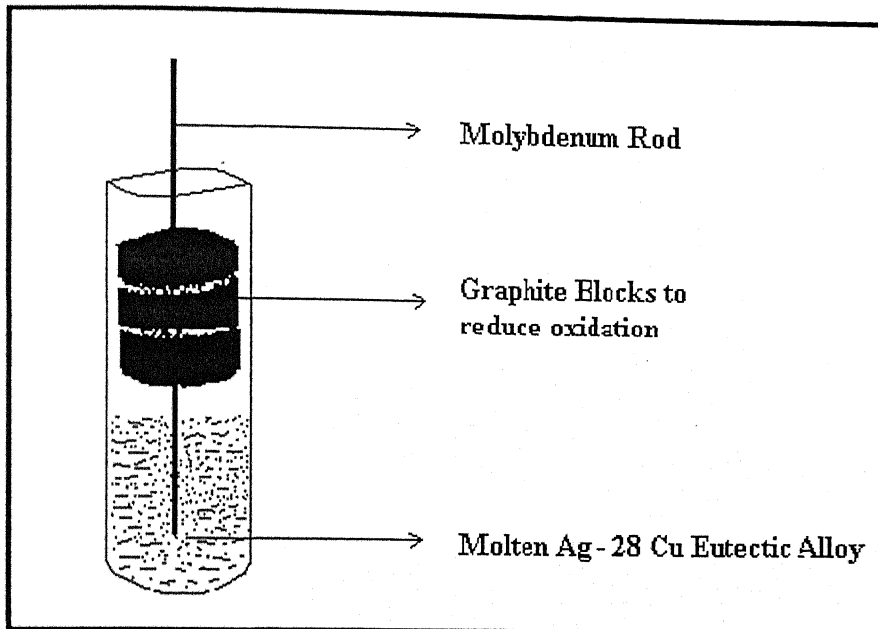 Molybdenum Rod
Graphite Blocks to
reduce oxidation
Molten Ag - 28 Cu Eutectic Alloy